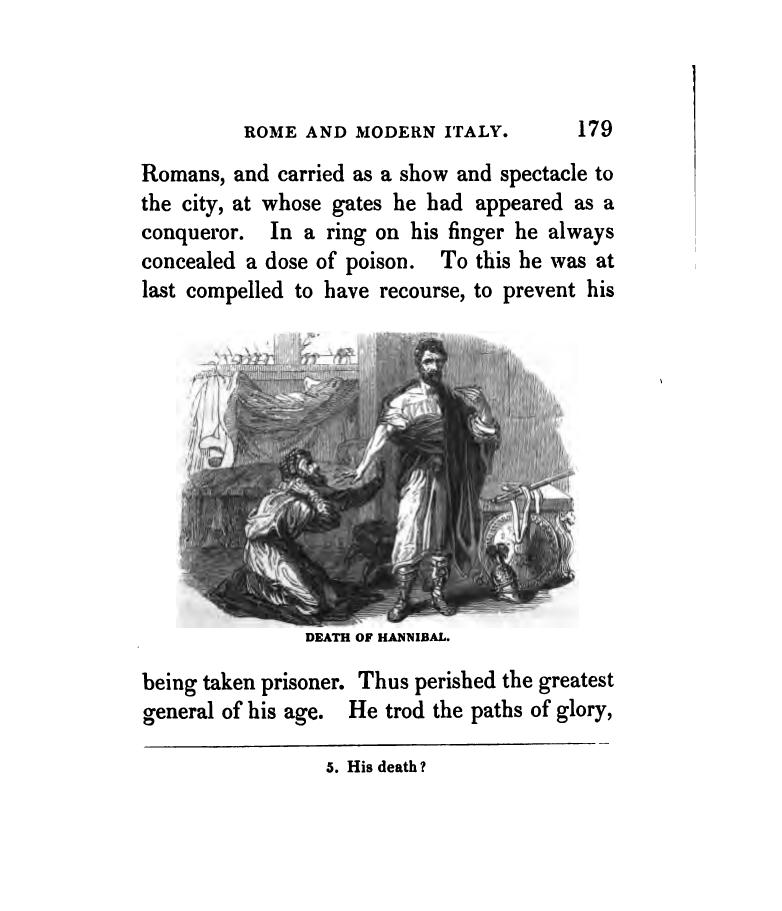 ROME AND MODERN ITALY. 179
Romans, and carried as a show and spectacle to
the city, at whose gates he had appeared as a
conqueror. In a ring on his finger he always
concealed a dose of poison. To this he was at
last compelled to have recourse, to prevent his
DEATH OF HANNIBAL.
being taken prisoner. Thus perished the greatest
general of his age. He trod the paths of glory,
5. His death?